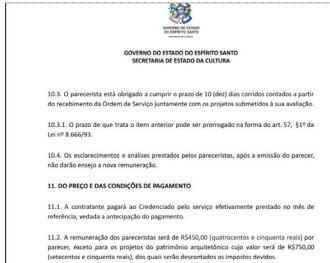 GOVERNO DO ESTADO
DO ESPÍRITO SANTO
GOVERNO DO ESTADO DO ESPÍRITO SANTO
SECRETARIA DE ESTADO DA CULTURA
10.3. O parecerista está obrigado a cumprir o prazo de 10 (dez) dias corridos contados a partir
do recebimento da Ordem de Serviço juntamente com os projetos submetidos à sua avaliação.
10.3.1. O prazo de que trata o item anterior pode ser prorrogado na forma do art. 57, §1º da
Lei nº 8.666/93.
10.4. Os esclarecimentos e análises prestados pelos pareceristas, após a emissão do parecer,
não darão ensejo a nova remuneração.
11. DO PREÇO E DAS CONDIÇÕES DE PAGAMENTO
11.1. A contratante pagará ao Credenciado pelo serviço efetivamente prestado no mês de
referência, vedada a antecipação do pagamento.
11.2. A remuneração dos pareceristas será de R$450,00 (quatrocentos e cinquenta reais) por
parecer, exceto para os projetos do patrimônio arquitetônico cujo valor será de R$750,00
(setecentos e cinquenta reais), dos quais serão descontados os impostos devidos.